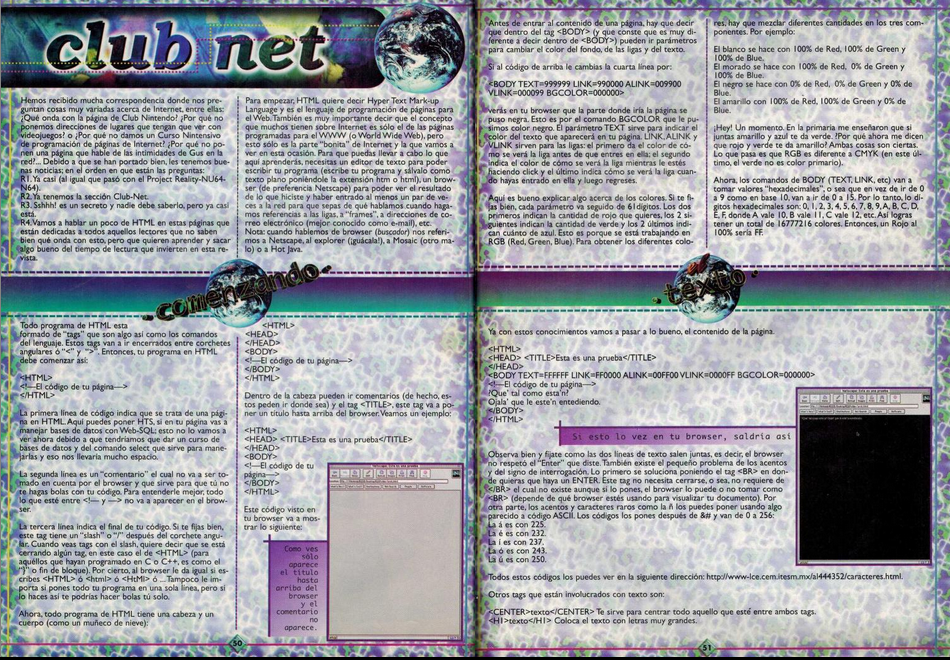 club net
Hemos recibido mucha correspondencia donde nos pre-
guntan cosas muy variadas acerca de Internet, entre ellas:
¿Qué onda con la página de Club Nintendo? ¿Por qué no
ponemos direcciones de lugares que tengan que ver con
videojuegos? o ¿Por qué no damos un Curso Nintensivo
de programación de páginas de Internet? ¿Por qué no po-
nen una página que hable de las intimidades de Gus en la
red?... Debido a que se han portado bien, les tenemos bue-
nas noticias; en el orden en que están las preguntas:
R1.Ya casi (al igual que pasó con el Project Reality-NU64-
N64).
R2.Ya tenemos la sección Club-Net.
R3.Sshhh! es un secreto y nadie debe saberlo, pero ya casi
está.
R4.Vamos a hablar un poco de HTML en estas páginas que
están dedicadas a todos aquellos lectores que no saben
bien qué onda con esto, pero que quieren aprender y sacar
algo bueno del tiempo de lectura que invierten en esta re-
vista.
Para empezar, HTML quiere decir Hyper Text Mark-up
Language y es el lenguaje de programación de páginas para
el Web.También es muy importante decir que el concepto
que muchos tienen sobre Internet es sólo el de las páginas
programadas para el WWW (o World Wide Web), pero
esto sólo es la parte "bonita" de Internet y la que vamos a
ver en esta ocasión. Para que puedas llevar a cabo lo que
aquí aprenderás, necesitas un editor de texto para poder
escribir tu programa (escribe tu programa y sálvalo como
texto plano poniéndole la extensión htm o html), un brow-
ser (de preferencia Netscape) para poder ver el resultado
de lo que hiciste y haber entrado al menos un par de ve-
ces a la red para que sepas de qué hablamos cuando haga-
mos referencias a las ligas, a "frames", a direcciones de co-
rreo electrónico (mejor conocido como e-mail), etc.
Nota: cuando hablemos de browser (buscador) nos referi-
mos a Netscape, al explorer (¡guácala!), a Mosaic (otro ma-
lo) o a Hot Java.
comenzando
Todo programa de HTML esta
formado de "tags" que son algo así como los comandos
del lenguaje. Estos tags van a ir encerrados entre corchetes
angulares ó "<" y ">". Entonces, tu programa en HTML
debe comenzar así:
<HTML>
<!—El código de tu página—>
</HTML>
La primera línea de código indica que se trata de una pági-
na en HTML. Aquí puedes poner HTS, si en tu página vas a
manejar bases de datos con Web-SQL; esto no lo vamos a
ver ahora debido a que tendríamos que dar un curso de
bases de datos y del comando select que sirve para mane-
jarlas y eso nos llevaría mucho espacio.
La segunda línea es un "comentario" el cual no va a ser to-
mado en cuenta por el browser y que sirve para que tú no
te hagas bolas con tu código. Para entenderle mejor, todo
lo que esté entre <!— y —> no va a aparecer en el brow-
ser.
La tercera línea indica el final de tu código. Si te fijas bien,
este tag tiene un "slash" o "/" después del corchete angu-
lar. Cuando veas tags con el slash, quiere decir que se está
cerrando algún tag, en este caso el de <HTML> (para
aquéllos que hayan programado en C o C++, es como el
"}" o fin de bloque). Por cierto, al browser le da igual si es-
cribes <HTML> ó <html> ó <HtMl> ó ...Tampoco le im-
porta si pones todo tu programa en una sola línea, pero si
lo haces así te podrías hacer bolas tú solo.
Ahora, todo programa de HTML tiene una cabeza y un
cuerpo (como un muñeco de nieve):
<HTML>
<HEAD>
</HEAD>
<BODY>
<!—El código de tu página—>
</BODY>
</HTML>
Dentro de la cabeza pueden ir comentarios (de hecho, es-
tos peden ir donde sea) y el tag <TITLE>, este tag va a po-
ner un titulo hasta arriba del browser.Veamos un ejemplo:
<HTML>
<HEAD> <TITLE>Esta es una prueba</TITLE>
</HEAD>
<BODY>
<!—El código de tu
página—>
</BODY>
</HTML>
Este código visto en
tu browser va a mos-
trar lo siguiente:
Como ves
sólo
aparece
el titulo
hasta
arriba del
browser
y el
comentario
no
aparece.
50
Antes de entrar al contenido de una página, hay que decir
que dentro del tag <BODY> (y que conste que es muy di-
ferente a decir dentro de <BODY>) pueden ir parámetros
para cambiar el color del fondo, de las ligas y del texto.
Si al código de arriba le cambias la cuarta línea por:
<BODY TEXT=999999 LINK=990000 ALINK=009900
VLINK=000099 BGCOLOR=000000>
verás en tu browser que la parte donde iría la página se
puso negra. Esto es por el comando BGCOLOR que le pu-
simos color negro. El parámetro TEXT sirve para indicar el
color del texto que aparecerá en tu página. LINK, ALINK y
VLINK sirven para las ligas: el primero da el color de có-
mo se verá la liga antes de que entres en ella; el segundo
indica el color de cómo se verá la liga mientras le estés
haciendo click y el último indica cómo se verá la liga cuan-
do hayas entrado en ella y luego regreses.
Aquí es bueno explicar acerca de los colores. Si te
fijas bien, cada parámetro va seguido de 6 digitados. Los dos
primeros indican la cantidad de rojo que quieres, los 2 si-
guientes indican la cantidad de verde y los 2 últimos indi-
can cuánto de azul. Esto es porque se está trabajando en
RGB (Red, Green, Blue). Para obtener los diferentes colo-
res, hay que mezclar diferentes cantidades en los tres com-
ponentes. Por ejemplo:
El blanco se hace con 100% de Red, 100% de Green y
100% de Blue.
El morado se hace con 100% de Red, 0% de Green y
100% de Blue.
El negro se hace con 0% de Red, 0% de Green y 0% de
Blue.
El amarillo con 100% de Red, 100% de Green y 0% de
Blue.
¡Hey! Un momento. En la primaria me enseñaron que si
juntas amarillo y azul te da verde. ?Por qué ahora me dicen
que rojo y verde te da amarillo? Ambas cosas son ciertas.
Lo que pasa es que RGB es diferente a CMYK (en este úl-
timo, el verde no es color primario).
Ahora, los comandos de BODY (TEXT, LINK, etc) van a
tomar valores "hexadecimales", o sea que en vez de ir de 0
a 9 como en base 10, van a ir de 0 a 15. Por lo tanto, lo dí-
gitos hexadecimales son: 0, 1, 2, 3, 4, 5, 6, 7, 8, 9, A, B, C, D,
E, F, donde A vale 10, B vale 11, C vale 12, etc. Así logras
tener un total de 16777216 colores. Entonces, un Rojo al
100% sería FF.
el texto
Ya con estos conocimientos vamos a pasar a lo bueno, el contenido de la página.
<HTML>
<HEAD> <TITLE>Esta es una prueba</TITLE>
</HEAD>
<BODY TEXT=FFFFFF LINK=FF0000 ALINK=00FF00 VLINK=0000FF BGCOLOR=000000>
<!—El código de tu página—>
!Que' tal como esta'n?
Ojala' que le este'n entediendo.
</BODY>
</HTML>
Si esto lo vez en tu browser, saldría así
Observa bien y fíjate como las dos líneas de texto salen juntas, es decir, el browser
no respetó el "Enter" que diste. También existe el pequeño problema de los acentos
y del signo de interrogación. Lo primero se soluciona poniendo el tag <BR> en don-
de quieras que haya un ENTER. Este tag no necesita cerrarse, o sea, no requiere de
</BR> el cual no existe aunque si lo pones, el browser lo puede o no tomar como
<BR> (depende de qué browser estés usando para visualizar tu documento). Por
otra parte, los acentos y caracteres raros como la ñ los puedes poner usando algo
parecido a código ASCII. Los códigos los pones después de &# y van de 0 a 256:
La á es con 225.
La é es con 232.
La í es con 237.
La ó es con 243.
La ú es con 250.
Todos estos códigos los puedes ver en la siguiente dirección: http://www-lce.cem.itesm.mx/al444352/caracteres.html.
Otros tags que están involucrados con texto son:
<CENTER>texto</CENTER> Te sirve para centrar todo aquello que esté entre ambos tags.
<H1>texto</H1> Coloca el texto con letras muy grandes.
51